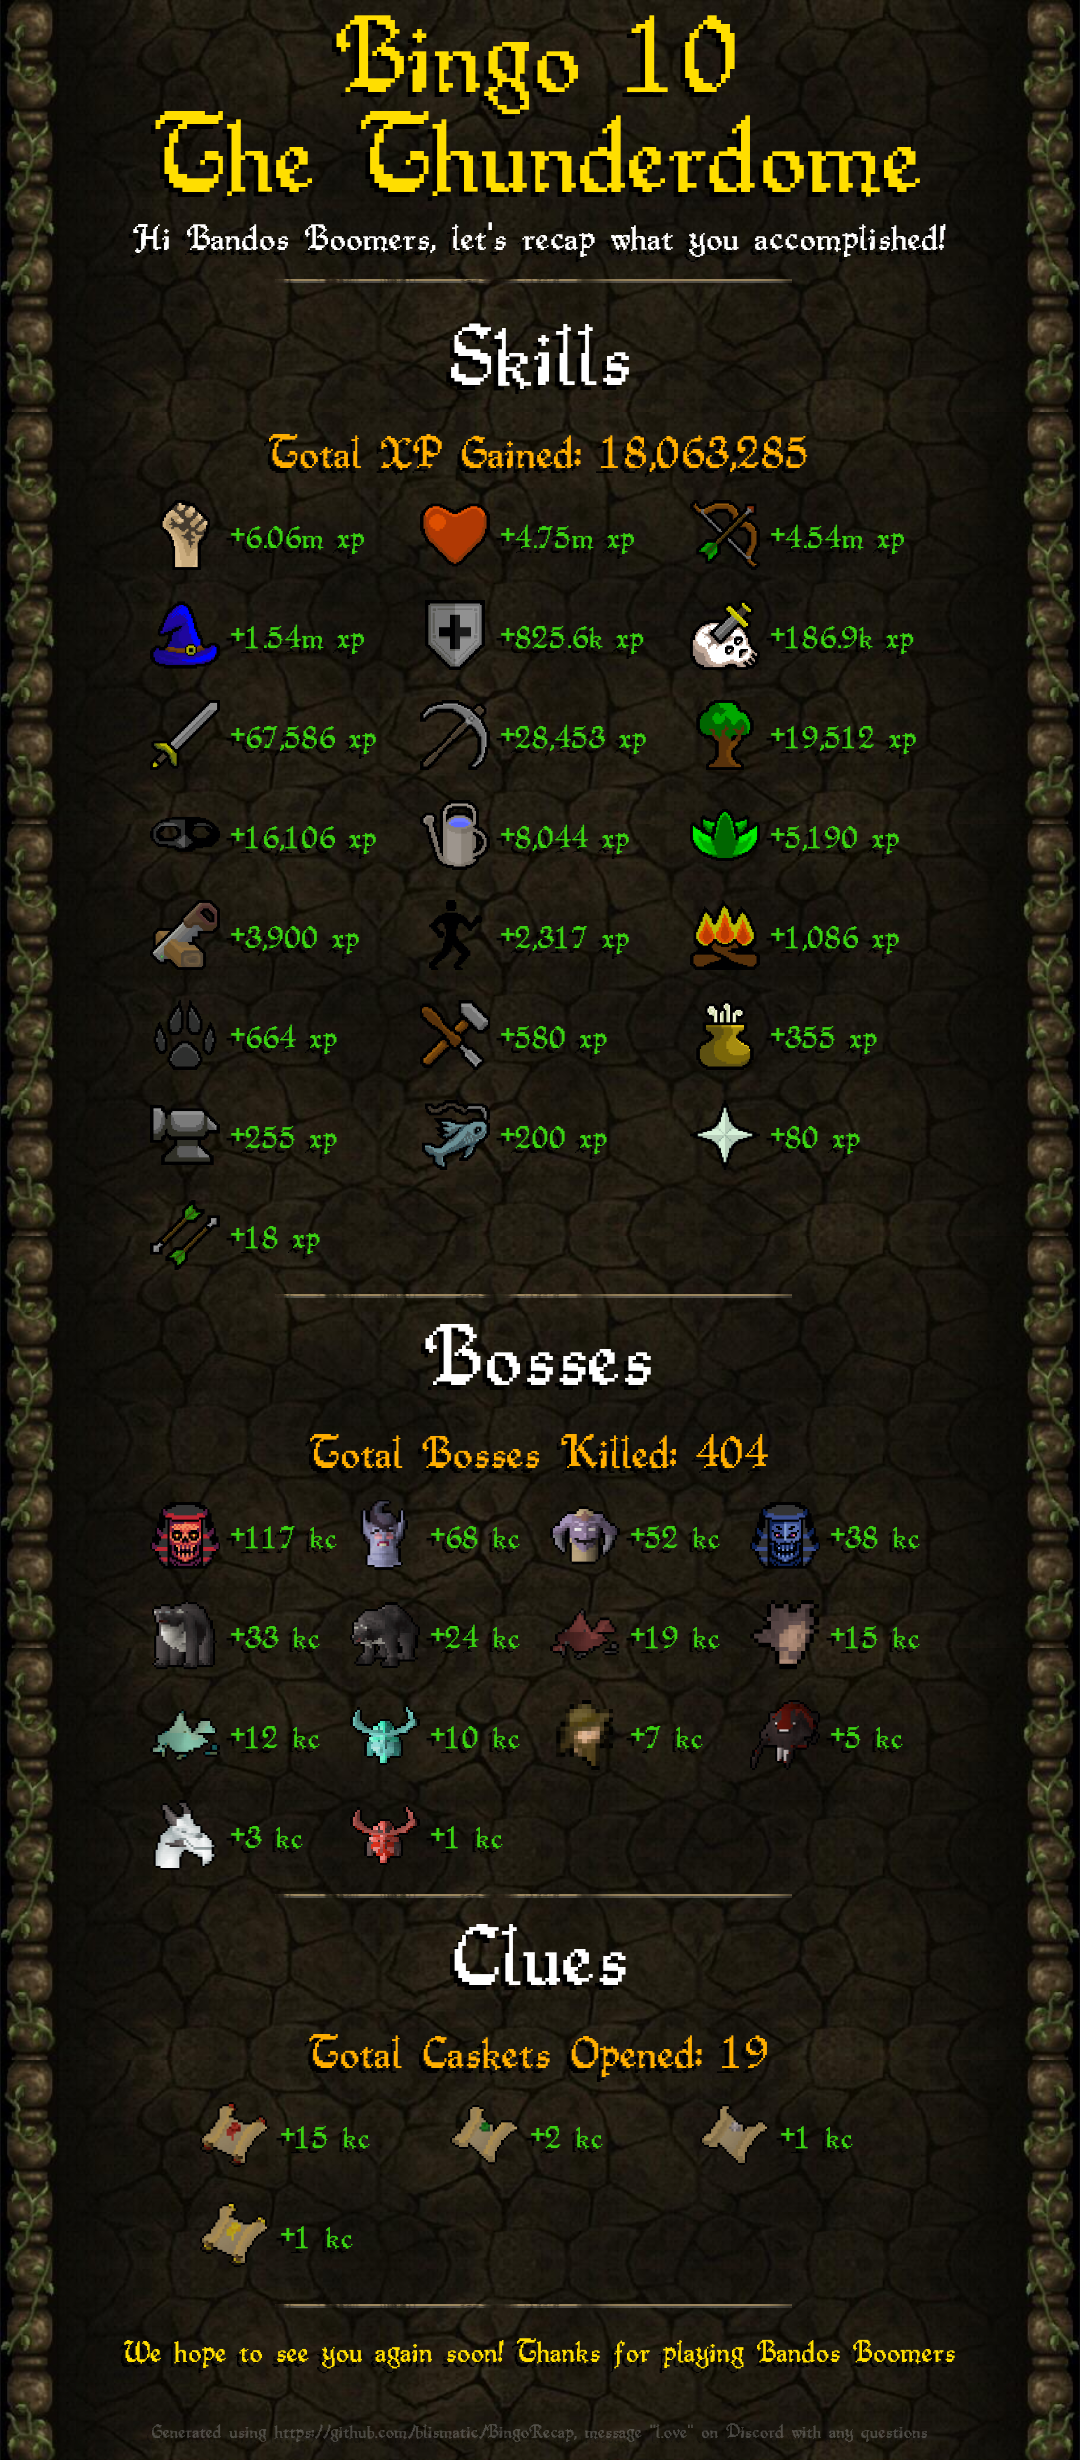 Bingo 10
The Thunderdome
Hi Bandos Boomers, let's recap what you accomplished!
Skills
Total XP Gained: 18,063,285
+6.06m xp +4.75m xp +4.54m xp
+1.54m xp +825.6k xp +186.9k xp
+67,586 xp +28,453 xp +19,512 xp
+16,106 xp +8,044 xp +5,190 xp
+3,900 xp +2,317 xp +1,086 xp
+664 xp +580 xp +355 xp
+255 xp +200 xp +80 xp
+18 xp
Bosses
Total Bosses Killed: 404
+117 kc +68 kc +52 kc +38 kc
+33 kc +24 kc +19 kc +15 kc
+12 kc +10 kc +7 kc +5 kc
+3 kc +1 kc
Clues
Total Caskets Opened: 19
+15 kc +2 kc +1 kc
+1 kc
We hope to see you again soon! Thanks for playing Bandos Boomers
Generated using https://github.com/blismatic/BingoRecap, message "Love" on Discord with any questions